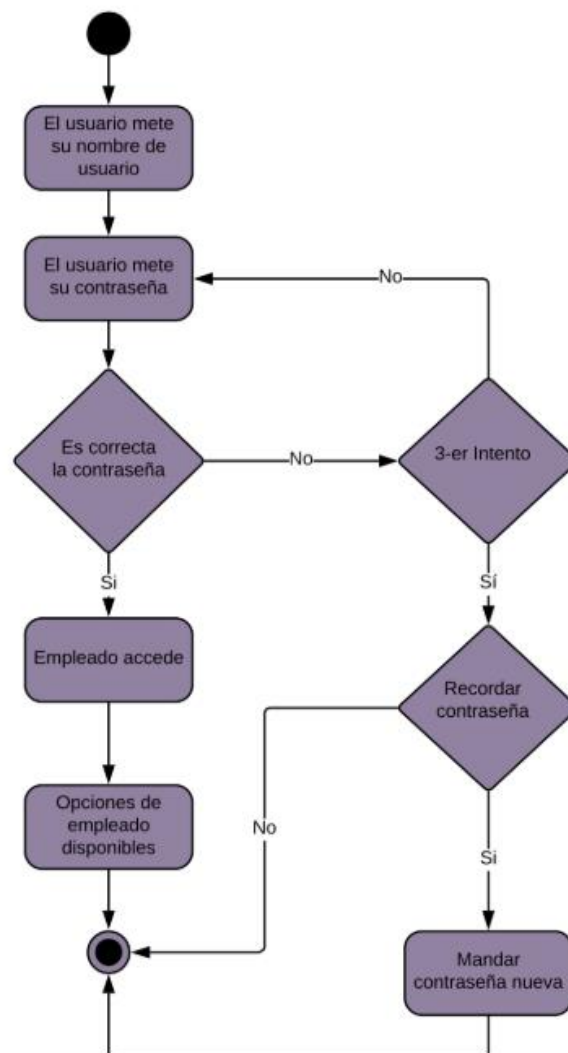 El usuario mete
su nombre de
usuario
El usuario mete
su contraseña
No
Es correcta
la contraseña
No
3-er Intento
Si
Sí
Empleado accede
Recordar
contraseña
Opciones de
empleado
disponibles
No
Si
Mandar
contraseña nueva